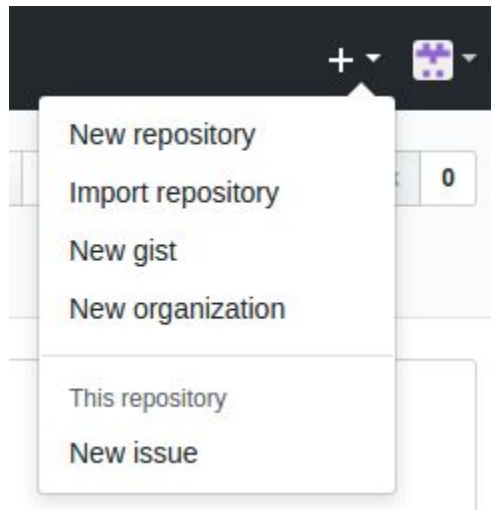 +
0
New repository
Import repository
New gist
New organization
This repository
New issue